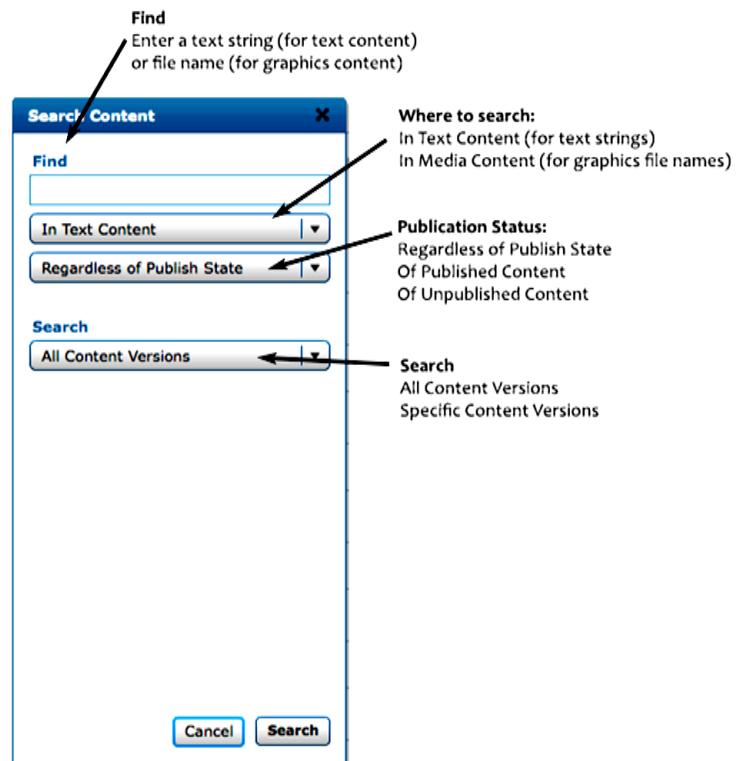 Find
Enter a text string (for text content)
or file name (for graphics content)
Search Content
Find
In Text Content
Regardless of Publish State
Search
All Content Versions
Cancel
Search
Where to search:
In Text Content (for text strings)
In Media Content (for graphics file names)
Publication Status:
Regardless of Publish State
Of Published Content
Of Unpublished Content
Search
All Content Versions
Specific Content Versions